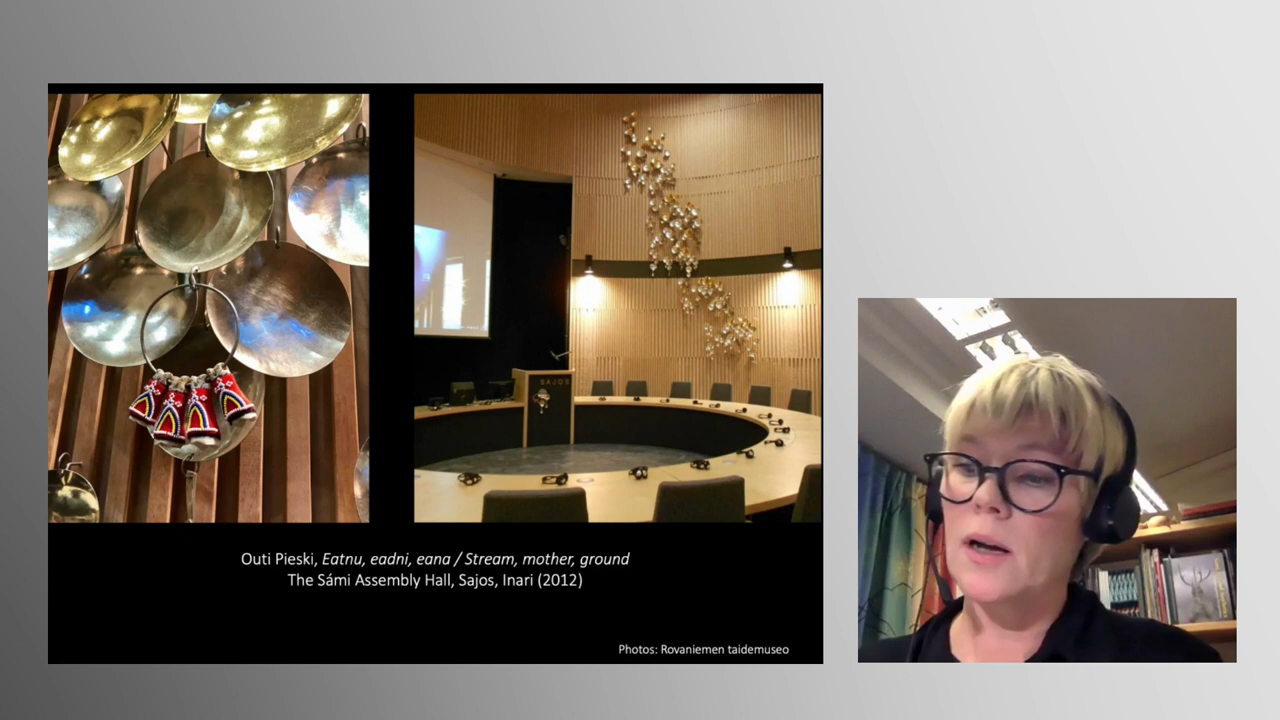 SAJOS
Outi Pieski, Eatnu, eadni, eana / Stream, mother, ground
The Sámi Assembly Hall, Sajos, Inari (2012)
Photos: Rovaniemen taidemuseo